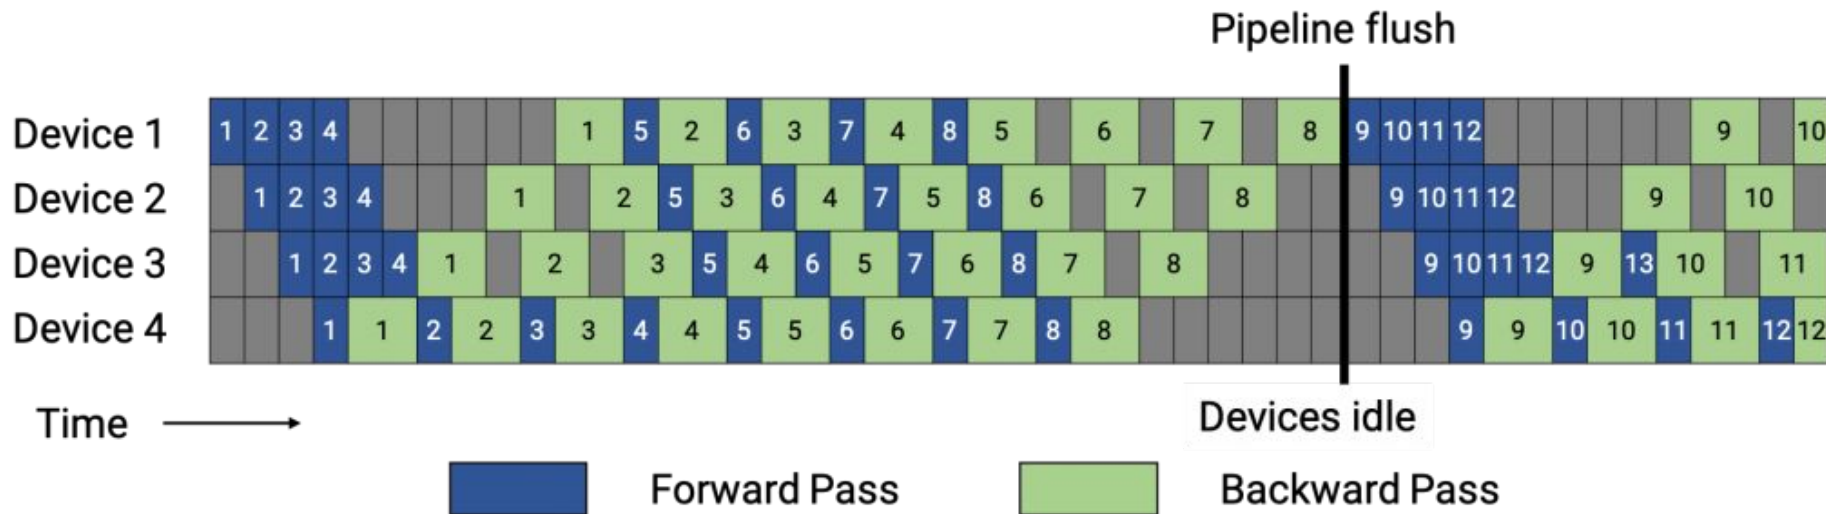 Pipeline flush
Device 1 1 2 3 4 1 5 2 6 3 7 4 8 5 6 7 8 9 10 11 12 9 10
Device 2 1 2 3 4 1 2 5 3 6 4 7 5 8 6 7 8 9 10 11 12 9 10
Device 3 1 2 3 4 1 2 3 5 4 6 5 7 6 8 7 8 9 10 11 12 9 13 10 11
Device 4 1 1 2 2 3 3 4 4 5 5 6 6 7 7 8 8 9 9 10 10 11 11 12 12
Time
Devices idle
Forward Pass Backward Pass